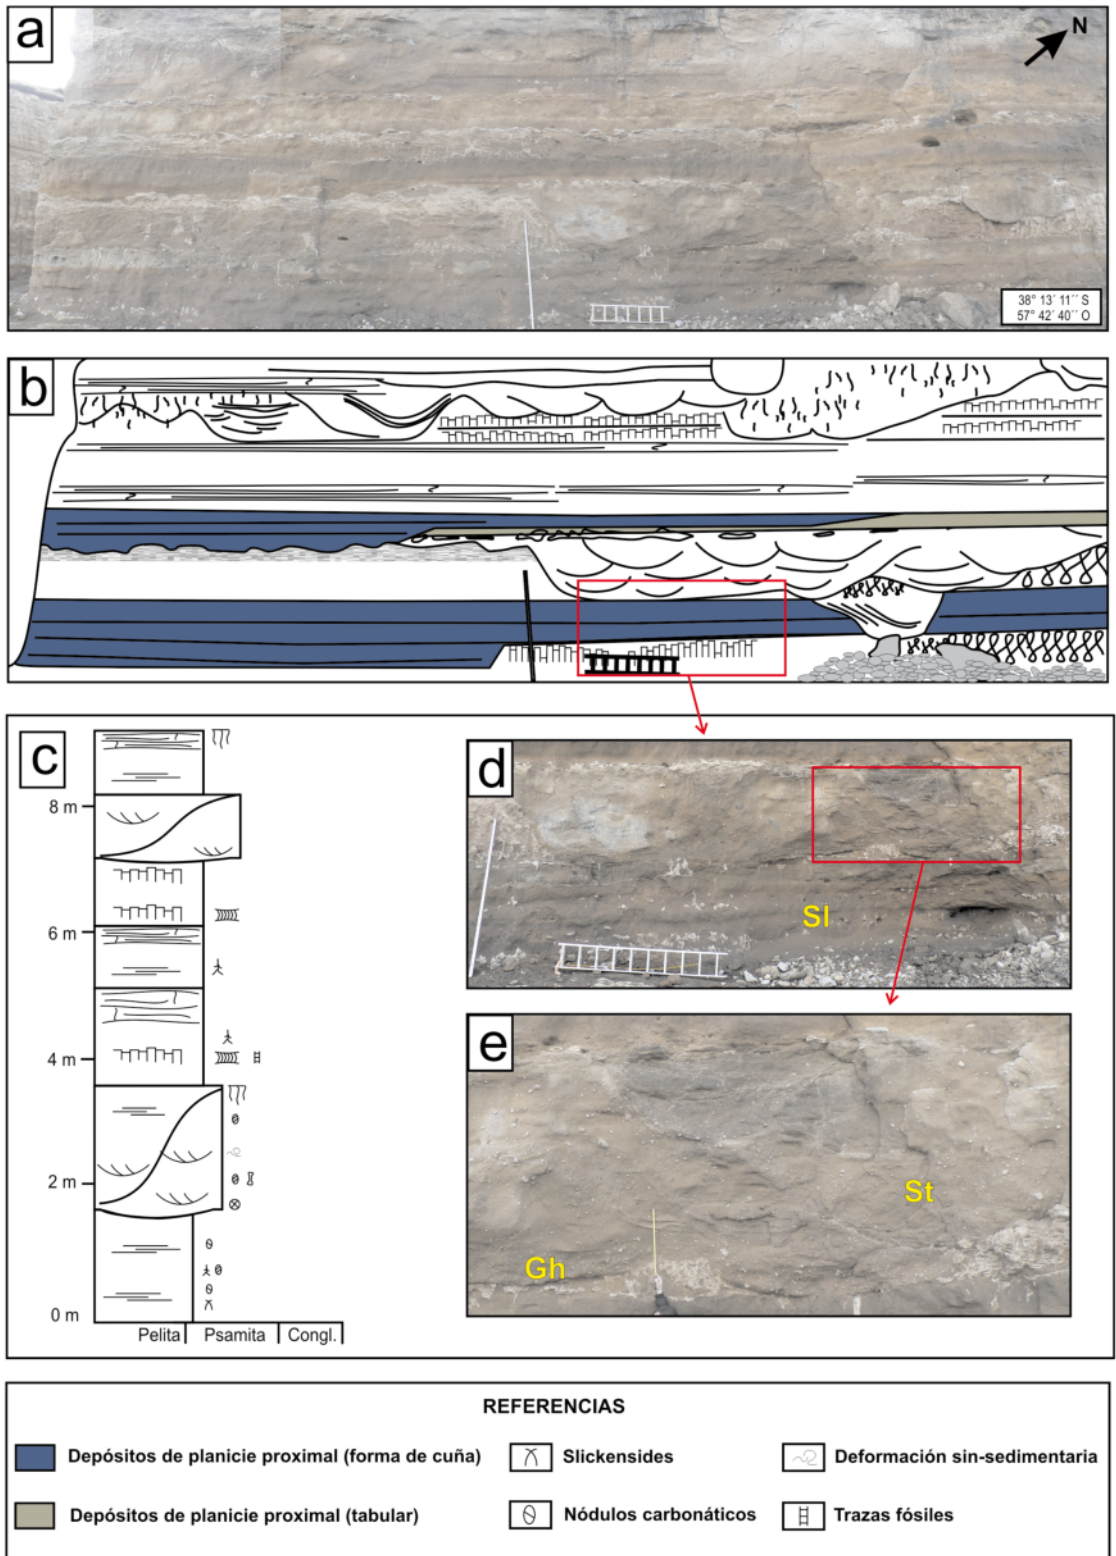 a
N
38° 13´ 11´´ S
57° 42´ 40´´ O
b
c
8 m
6 m
4 m
2 m
0 m
Pelita
Psamita
Congl.
d
Sl
e
St
Gh
REFERENCIAS
Depósitos de planicie proximal (forma de cuña)
Slickensides
Deformación sin-sedimentaria
Depósitos de planicie proximal (tabular)
Nódulos carbonáticos
Trazas fósiles